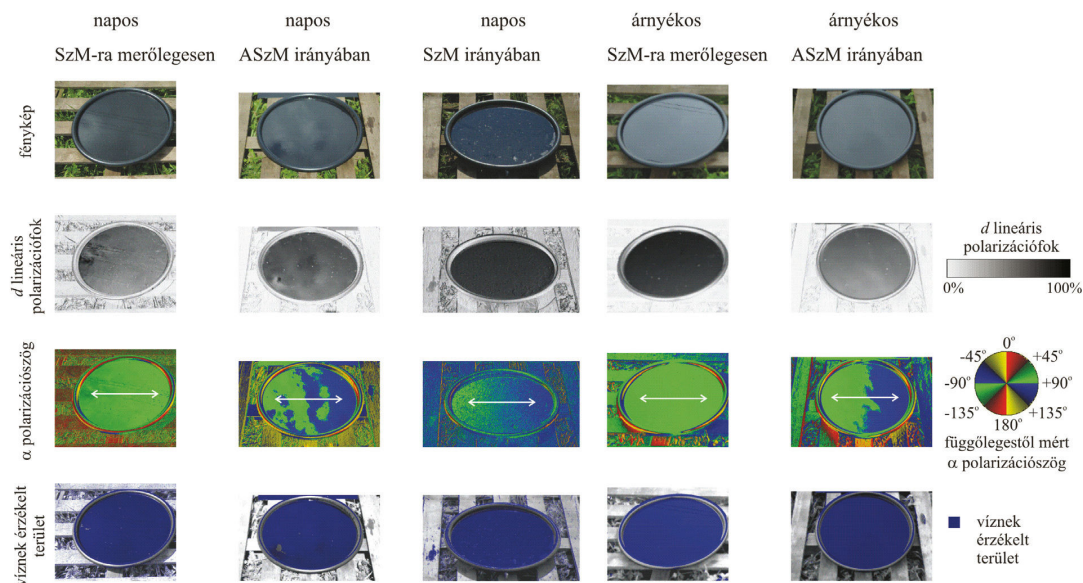 napos
napos
napos
árnyékos
árnyékos
SzM-ra merőlegesen
ASzM irányában
SzM irányában
SzM-ra merőlegesen
ASzM irányában
fénykép
d lineáris
polarizációfok
d lineáris
polarizációfok
0%
100%
α polarizációszög
0°
-45°
+45°
-90°
+90°
-135°
+135°
180°
függőlegestől mért
α polarizációszög
víznek érzékelt
terület
víznek
érzékelt
terület